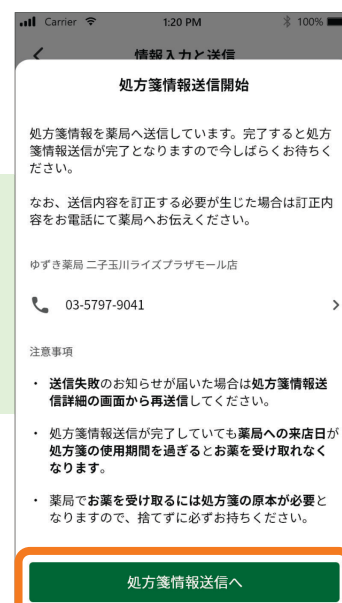 Carrier 1:20 PM 100%
情報入力と送信
処方箋情報送信開始
処方箋情報を薬局へ送信しています。完了すると処方
箋情報送信が完了となりますので今しばらくお待ちく
ださい。
なお、送信内容を訂正する必要が生じた場合は訂正内
容をお電話にて薬局へお伝えください。
ゆずき薬局 二子玉川ライズプラザモール店
03-5797-9041
注意事項
・ 送信失敗のお知らせが届いた場合は処方箋情報送
信詳細の画面から再送信してください。
・ 処方箋情報送信が完了していても薬局への来店日が
処方箋の使用期間を過ぎるとお薬を受け取れなく
なります。
・ 薬局でお薬を受け取るには処方箋の原本が必要と
なりますので、捨てずに必ずお持ちください。
処方箋情報送信へ